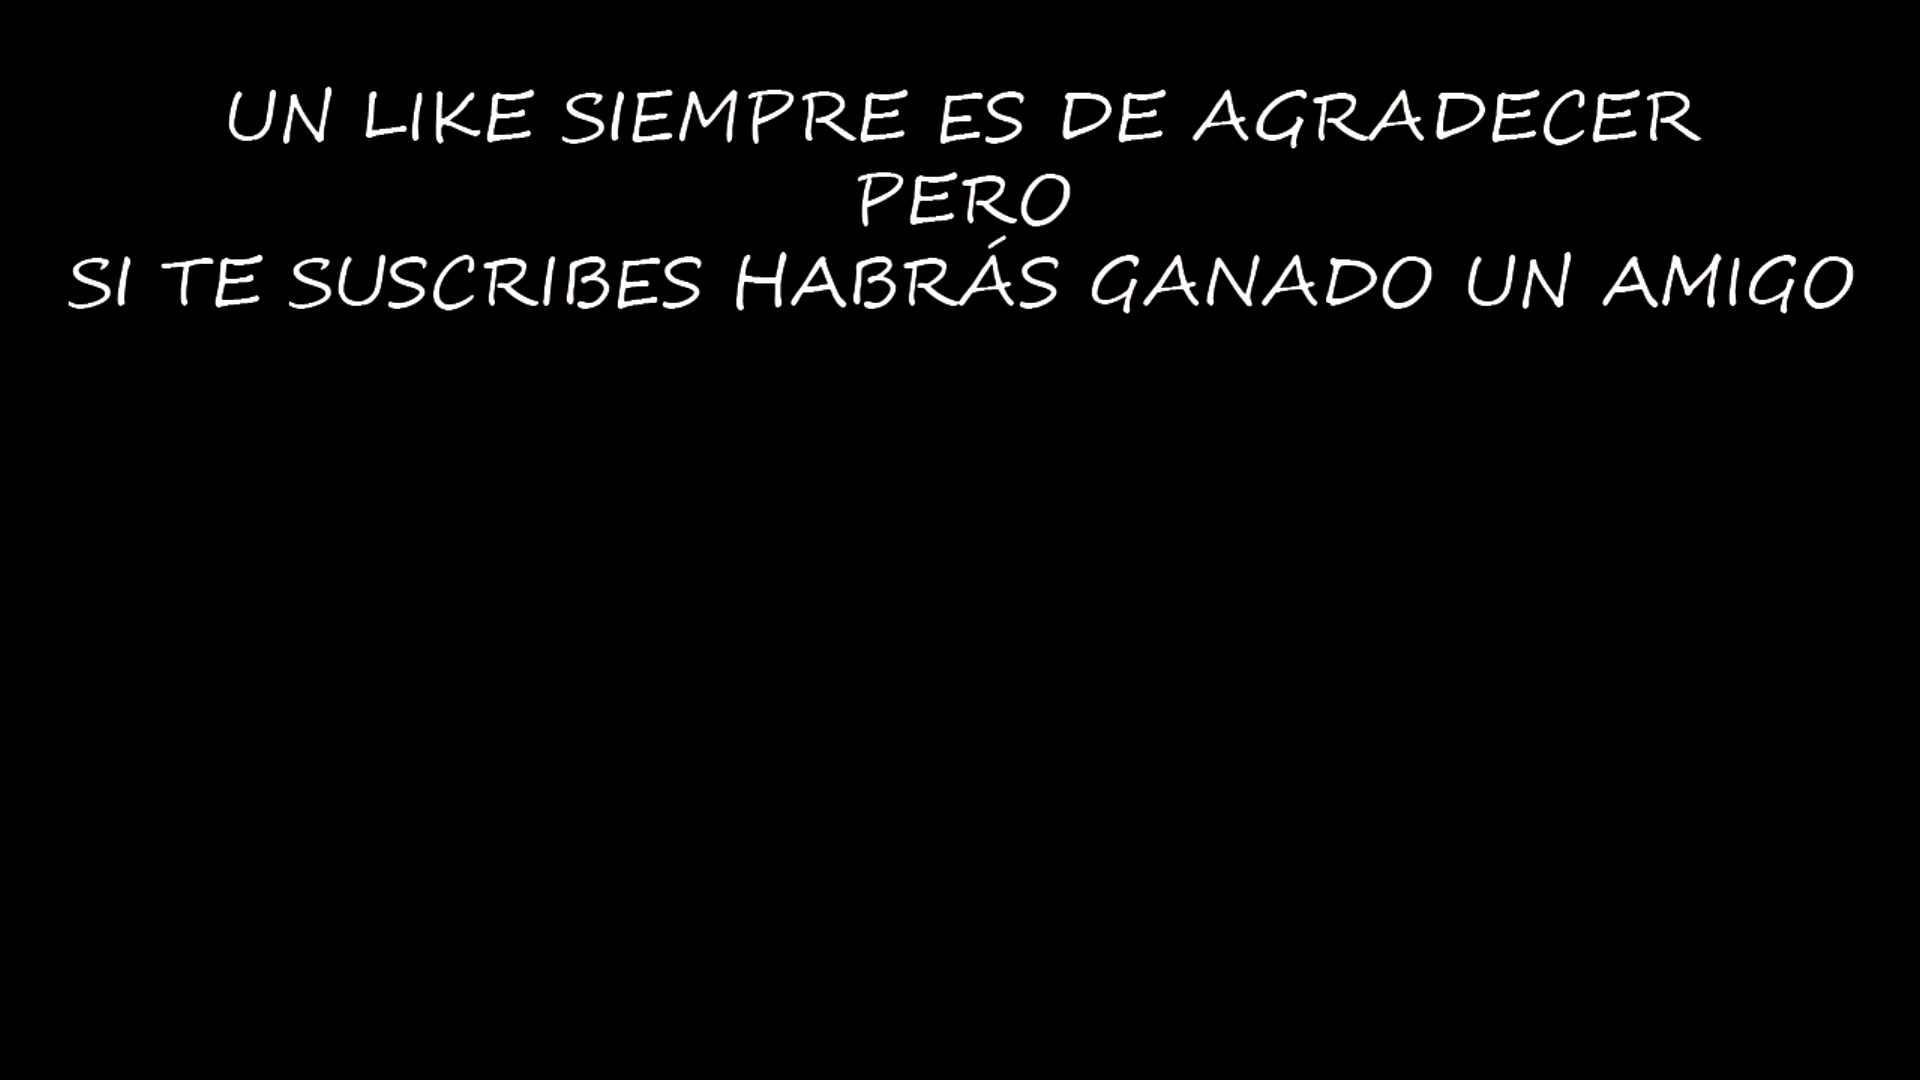 UN LIKE SIEMPRE ES DE AGRADECER
PERO
SI TE SUSCRIBES HABRÁS GANADO UN AMIGO